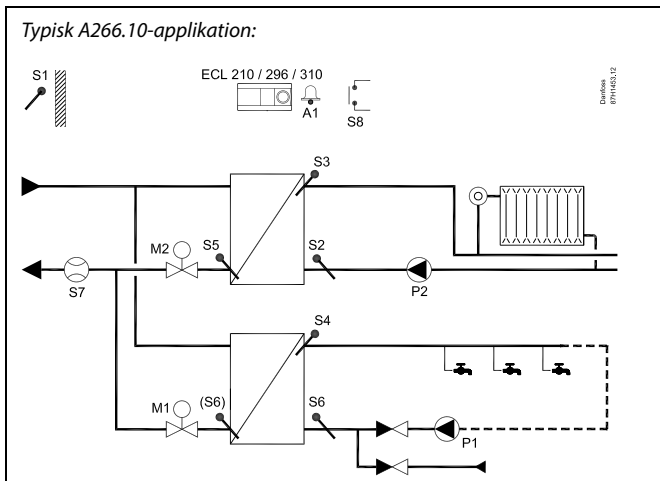 Typisk A266.10-applikation:
S1
ECL 210 / 296 / 310
A1
S8
Danfoss
87H1453.12
S3
M2
S5
S2
S7
P2
S4
M1
(S6)
S6
P1